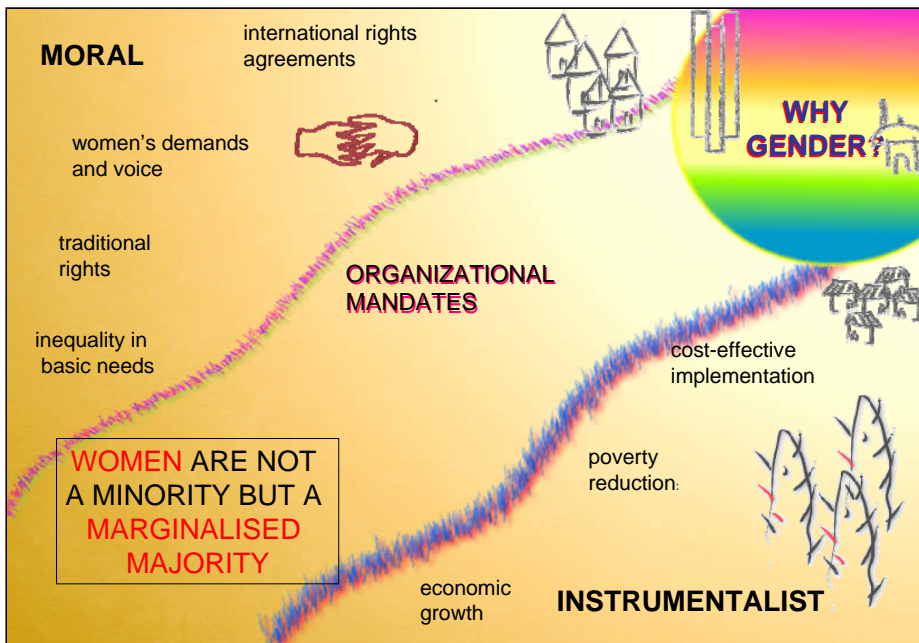 MORAL
international rights
agreements
WHY
GENDER?
women's demands
and voice
traditional
rights
ORGANIZATIONAL
MANDATES
inequality in
basic needs
cost-effective
implementation
WOMEN ARE NOT
A MINORITY BUT A
MARGINALISED
MAJORITY
poverty
reduction:
economic
growth
INSTRUMENTALIST